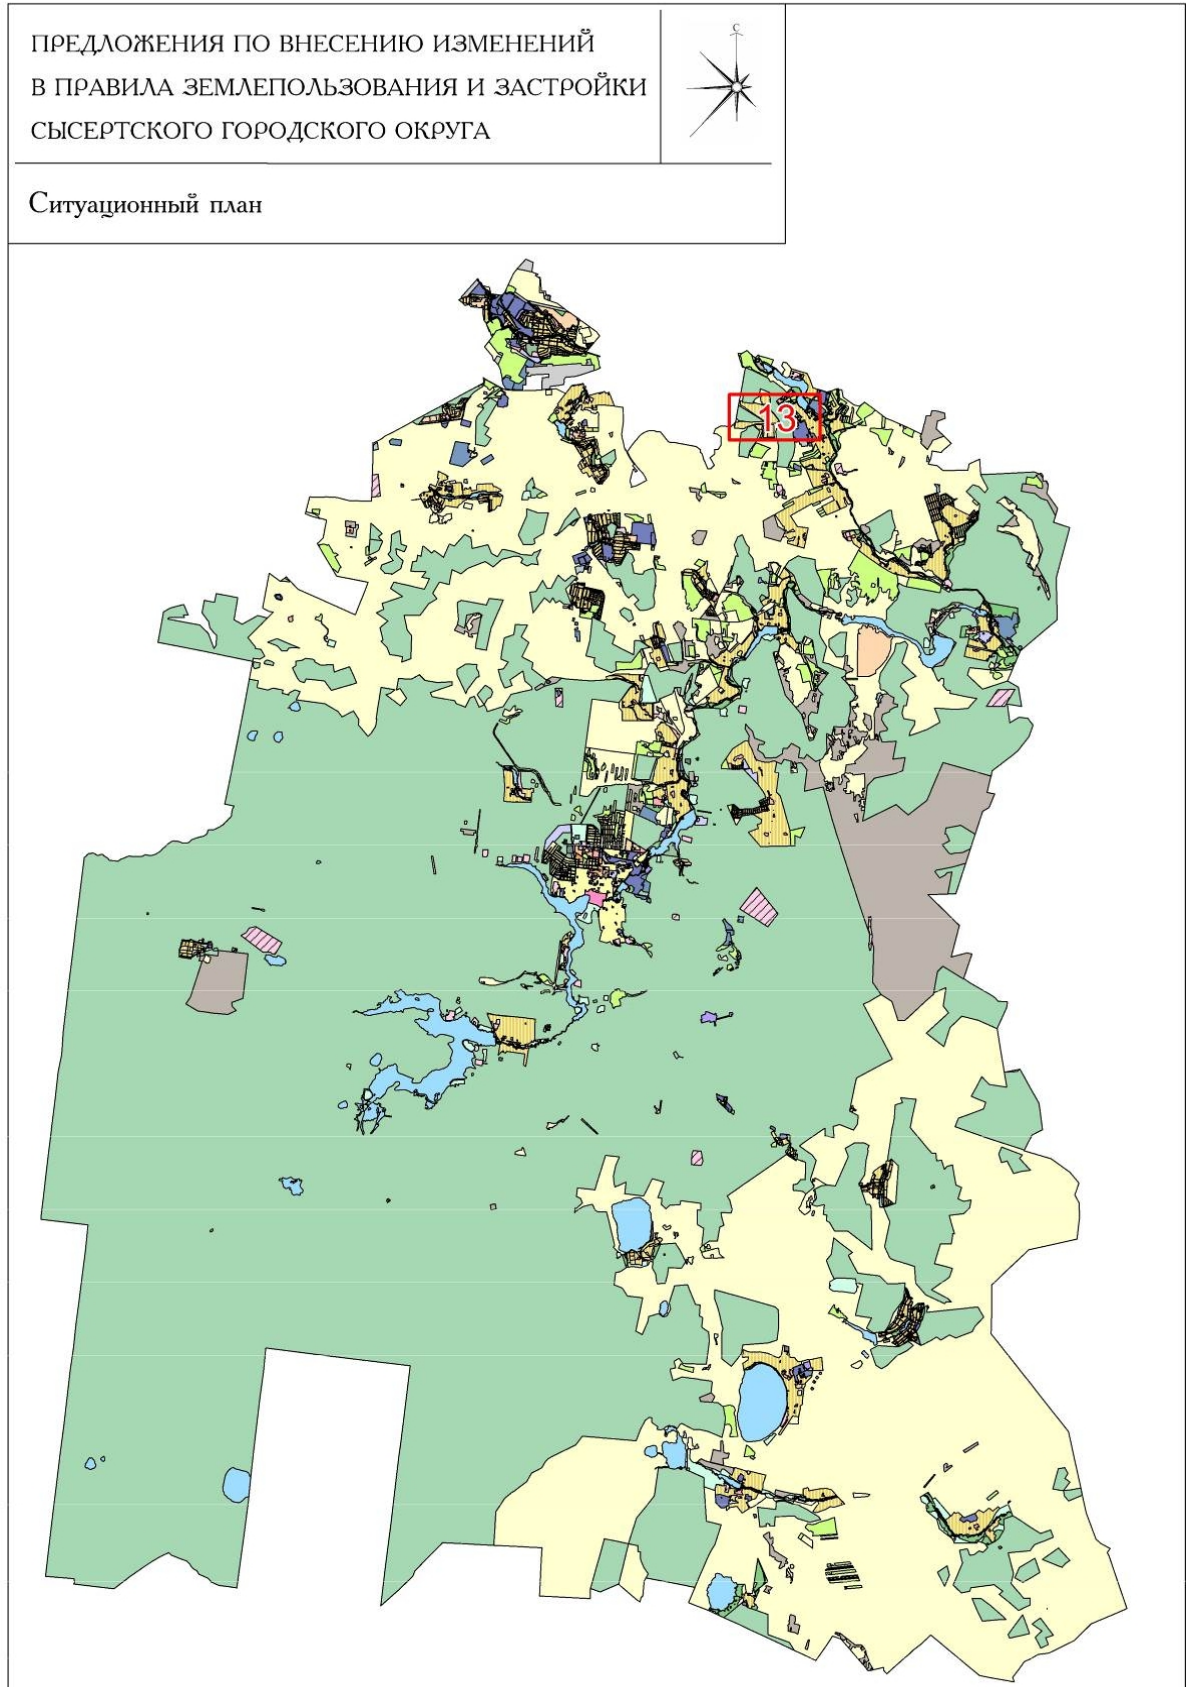 ПРЕДЛОЖЕНИЯ ПО ВНЕСЕНИЮ ИЗМЕНЕНИЙ
В ПРАВИЛА ЗЕМЛЕПОЛЬЗОВАНИЯ И ЗАСТРОЙКИ
СЫСЕРТСКОГО ГОРОДСКОГО ОКРУГА
С
Ситуационный план
13